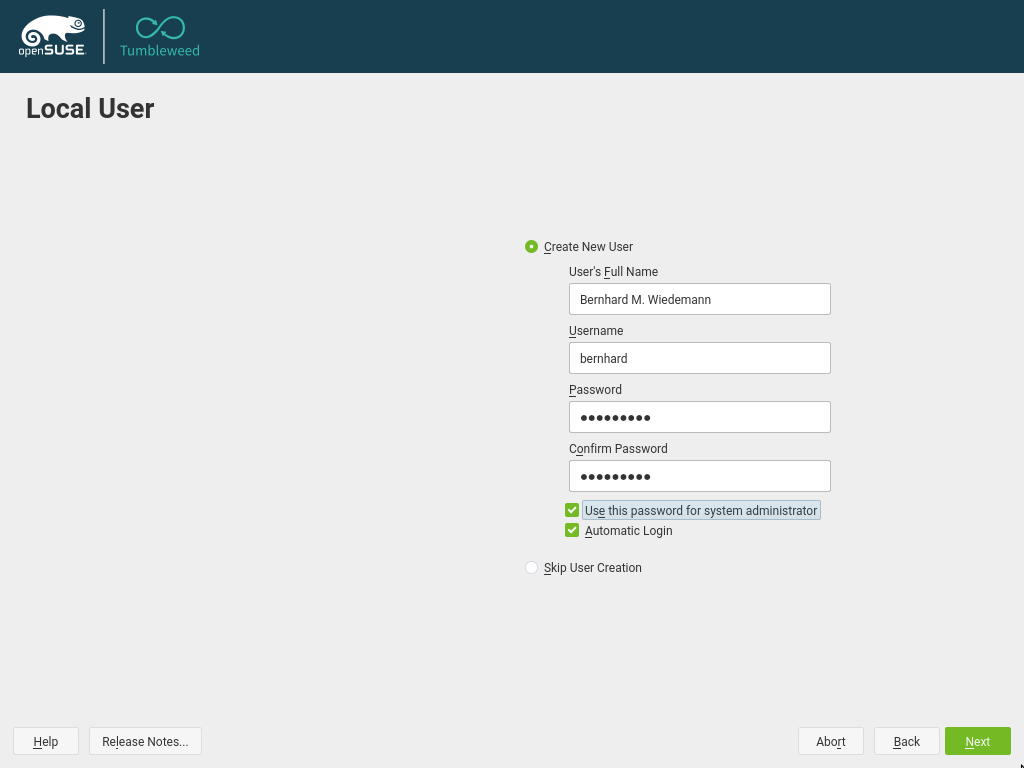 openSUSE
Tumbleweed
Local User
Create New User
User's Full Name
Bernhard M. Wiedemann
Username
bernhard
Password
●●●●●●●●●
Confirm Password
●●●●●●●●●
Use this password for system administrator
Automatic Login
Skip User Creation
Help Release Notes... Abort Back Next